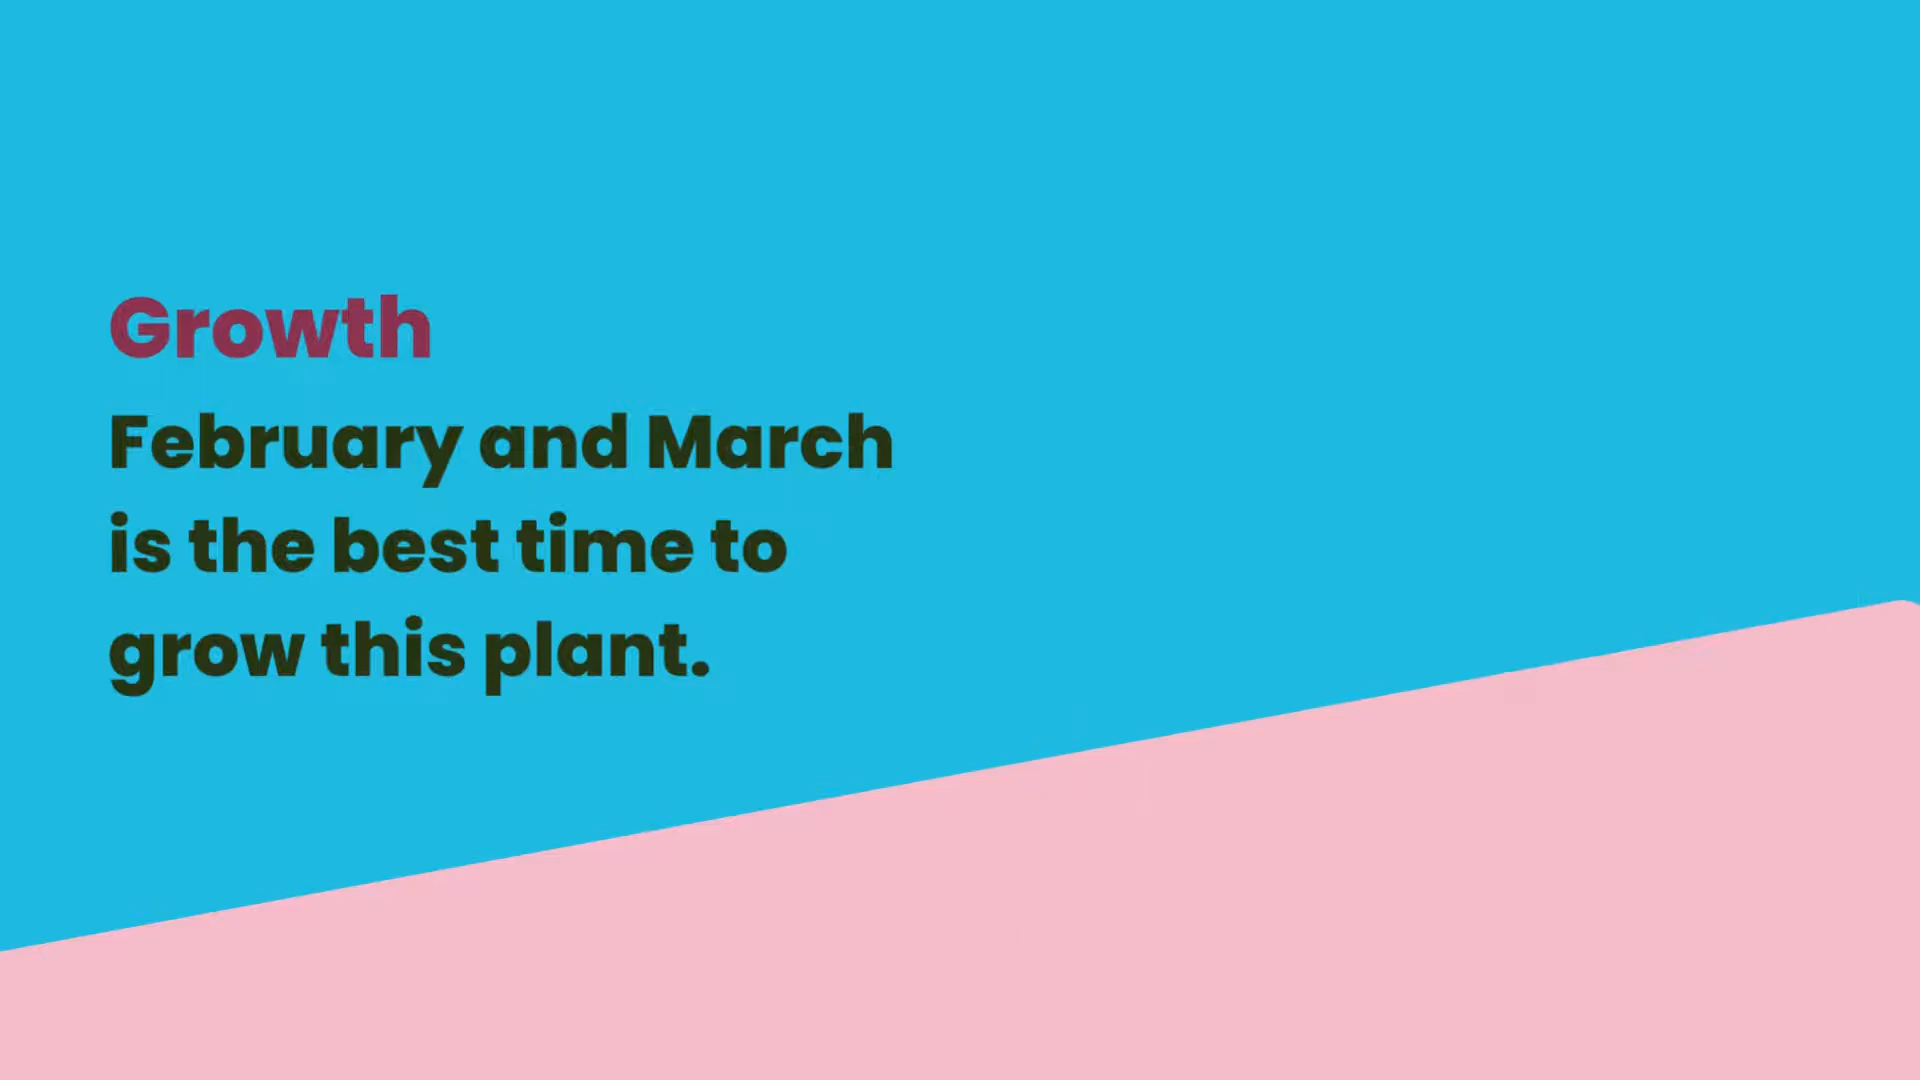 Growth
February and March
is the best time to
grow this plant.